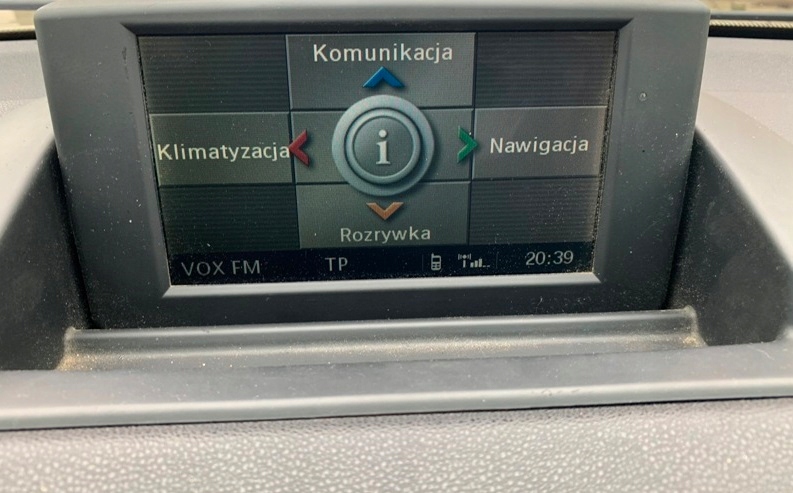 Komunikacja
Klimatyzacja
i
Nawigacja
Rozrywka
VOX FM TP 20:39